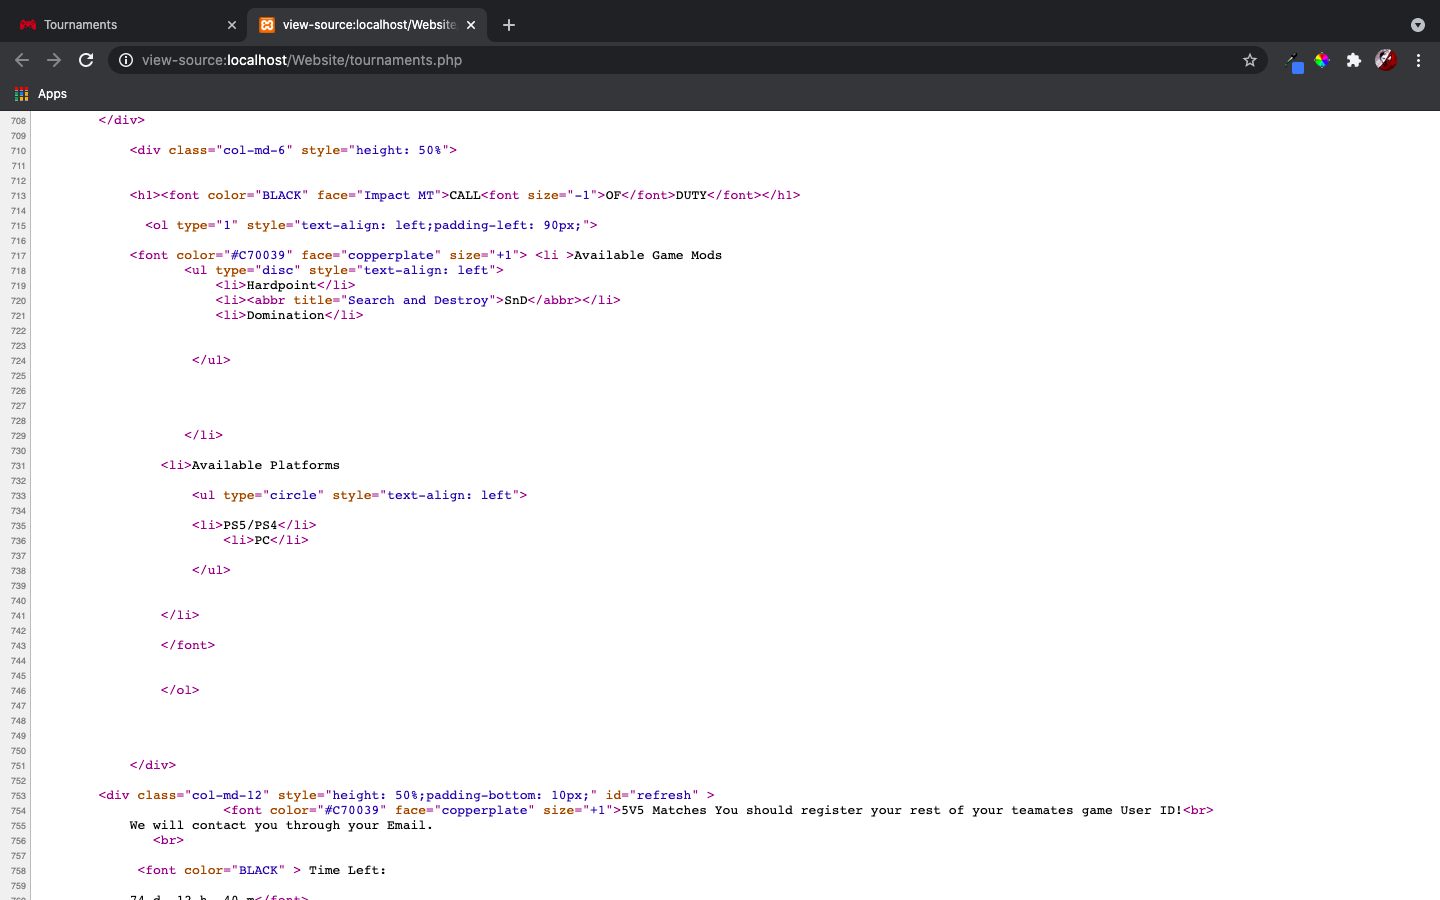 Tournaments
view-source:localhost/Website
view-source:localhost/Website/tournaments.php
Apps
708 </div>
709
710 <div class="col-md-6" style="height: 50%">
711
712
713 <h1><font color="BLACK" face="Impact MT">CALL<font size="-1">OF</font>DUTY</font></h1>
714
715 <ol type="1" style="text-align: left;padding-left: 90px;">
716
717 <font color="#C70039" face="copperplate" size="+1"> <li >Available Game Mods
718 <ul type="disc" style="text-align: left">
719 <li>Hardpoint</li>
720 <li><abbr title="Search and Destroy">SnD</abbr></li>
721 <li>Domination</li>
722
723
724 </ul>
725
726
727
728
729 </li>
730
731 <li>Available Platforms
732
733 <ul type="circle" style="text-align: left">
734
735 <li>PS5/PS4</li>
736 <li>PC</li>
737
738 </ul>
739
740
741 </li>
742
743 </font>
744
745
746 </ol>
747
748
749
750
751 </div>
752
753 <div class="col-md-12" style="height: 50%;padding-bottom: 10px;" id="refresh" >
754 <font color="#C70039" face="copperplate" size="+1">5V5 Matches You should register your rest of your teamates game User ID!<br>
755 We will contact you through your Email.
756 <br>
757
758 <font color="BLACK" > Time Left:
759
760 74 d, 12 h, 40 m</font>